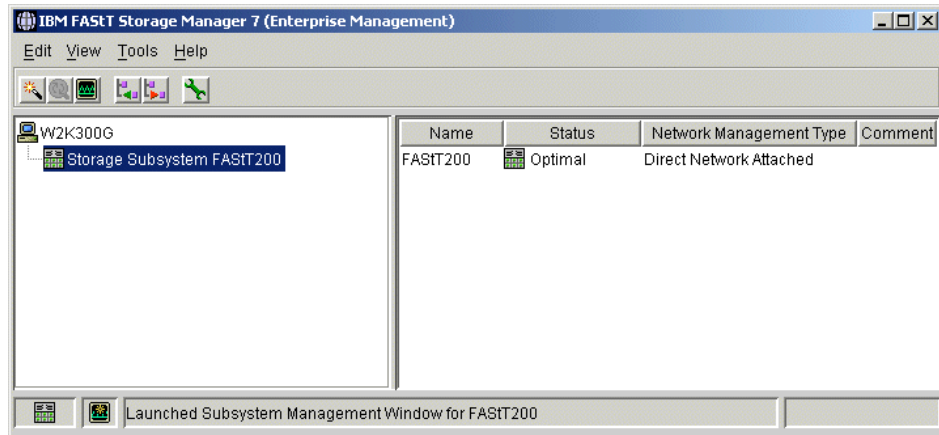 IBM FAStT Storage Manager 7 (Enterprise Management)
Edit View Tools Help
W2K300G
Storage Subsystem FAStT200
Name Status Network Management Type Comment
FAStT200 Optimal Direct Network Attached
Launched Subsystem Management Window for FAStT200